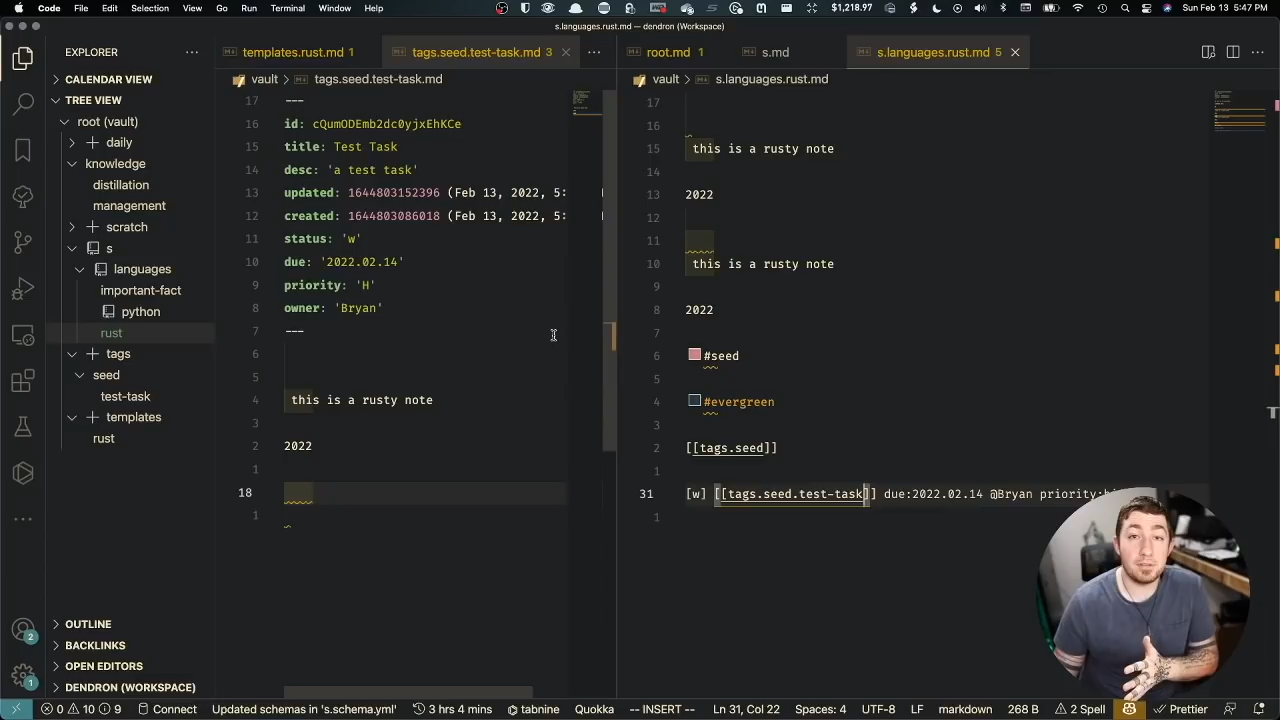 Code File Edit Selection View Go Run Terminal Window Help $1,218.97 Sun Feb 13 5:47 PM
s.languages.rust.md — dendron (Workspace)
EXPLORER
CALENDAR VIEW
TREE VIEW
root (vault)
daily
knowledge
distillation
management
scratch
s
languages
important-fact
python
rust
tags
seed
test-task
templates
rust
OUTLINE
BACKLINKS
OPEN EDITORS
DENDRON (WORKSPACE)
2
1
templates.rust.md 1 tags.seed.test-task.md 3
vault > tags.seed.test-task.md
17 ---
16 id: cQumODEmb2dc0yjxEhKCe
15 title: Test Task
14 desc: 'a test task'
13 updated: 1644803152396 (Feb 13, 2022, 5:
12 created: 1644803086018 (Feb 13, 2022, 5:
11 status: 'w'
10 due: '2022.02.14'
9 priority: 'H'
8 owner: 'Bryan'
7 ---
6
5
4 this is a rusty note
3
2 2022
1
18
1
root.md 1 s.md s.languages.rust.md 5
vault > s.languages.rust.md
17
16
15 this is a rusty note
14
13 2022
12
11
10 this is a rusty note
9
8 2022
7
6 #seed
5
4 #evergreen
3
2 [[tags.seed]]
1
31 [w] [[tags.seed.test-task]] due:2022.02.14 @Bryan
1
0 10 9 Connect Updated schemas in 's.schema.yml' 3 hrs 4 mins tabnine Quokka -- INSERT -- Ln 31, Col 22 Spaces: 4 UTF-8 LF markdown 268 B 2 Spell Prettier